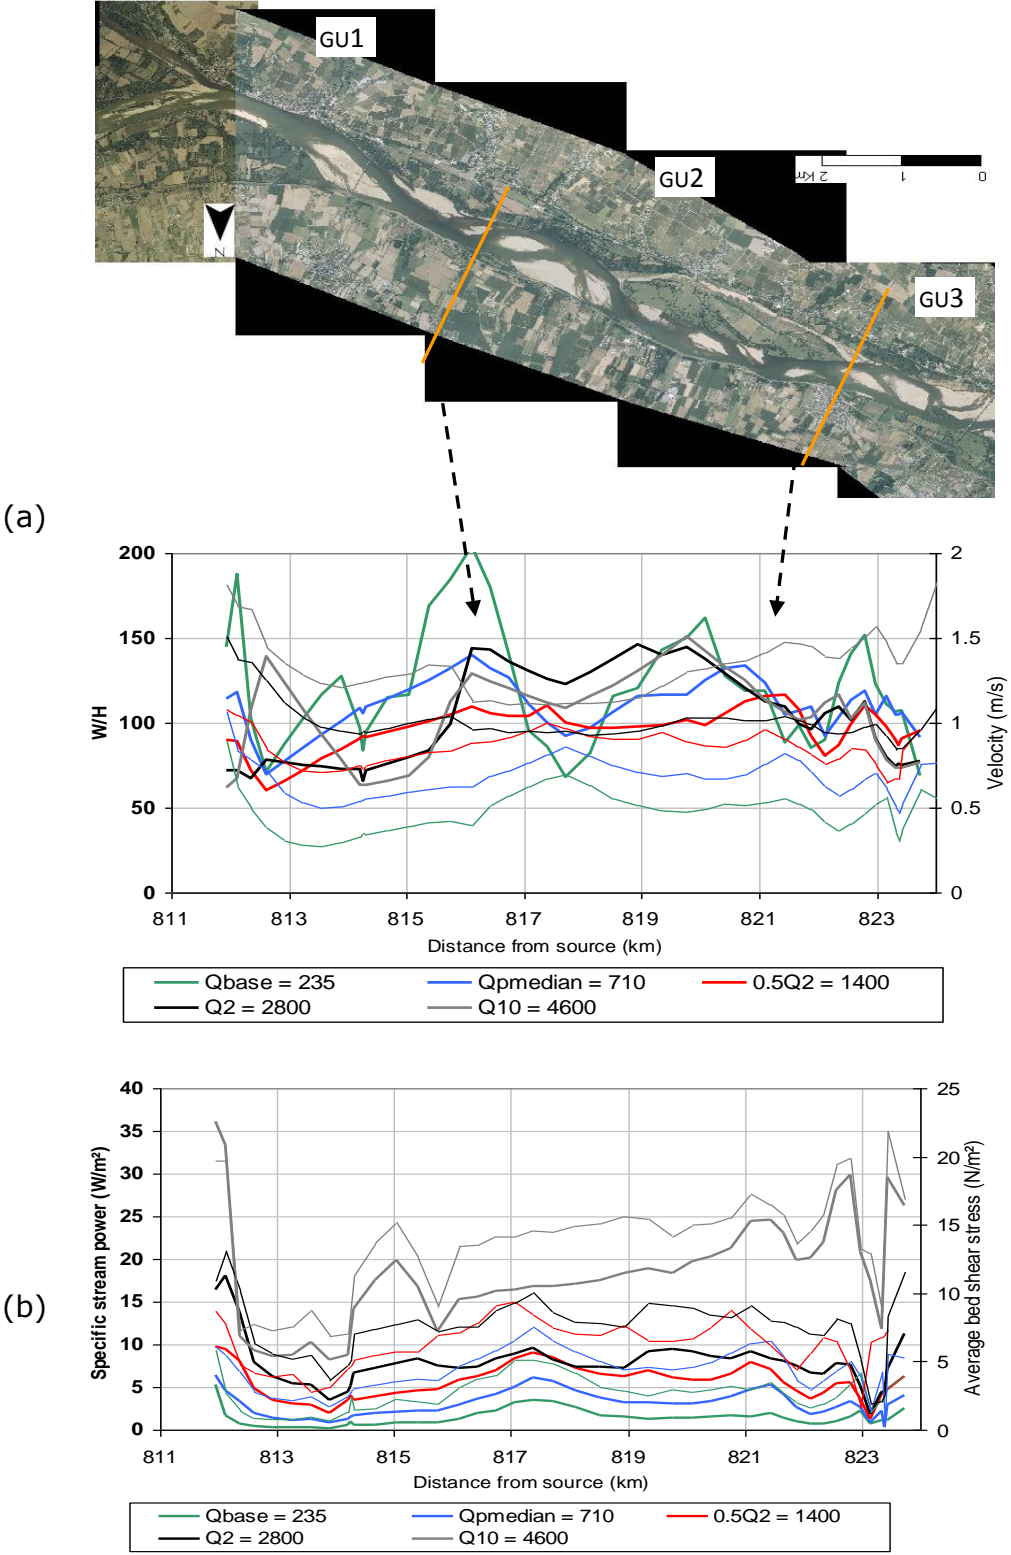 GU1
GU2
2 Km 1 0
N
GU3
(a)
200 2
150 1.5
W/H 100 1 Velocity (m/s)
50 0.5
0 0
811 813 815 817 819 821 823
Distance from source (km)
Qbase = 235 Qpmedian = 710 0.5Q2 = 1400
Q2 = 2800 Q10 = 4600
(b)
40 25
35
30 20
25
Specific stream power (W/m²) 20 15 Average bed shear stress (N/m²)
15 10
10
5 5
0 0
811 813 815 817 819 821 823
Distance from source (km)
Qbase = 235 Qpmedian = 710 0.5Q2 = 1400
Q2 = 2800 Q10 = 4600